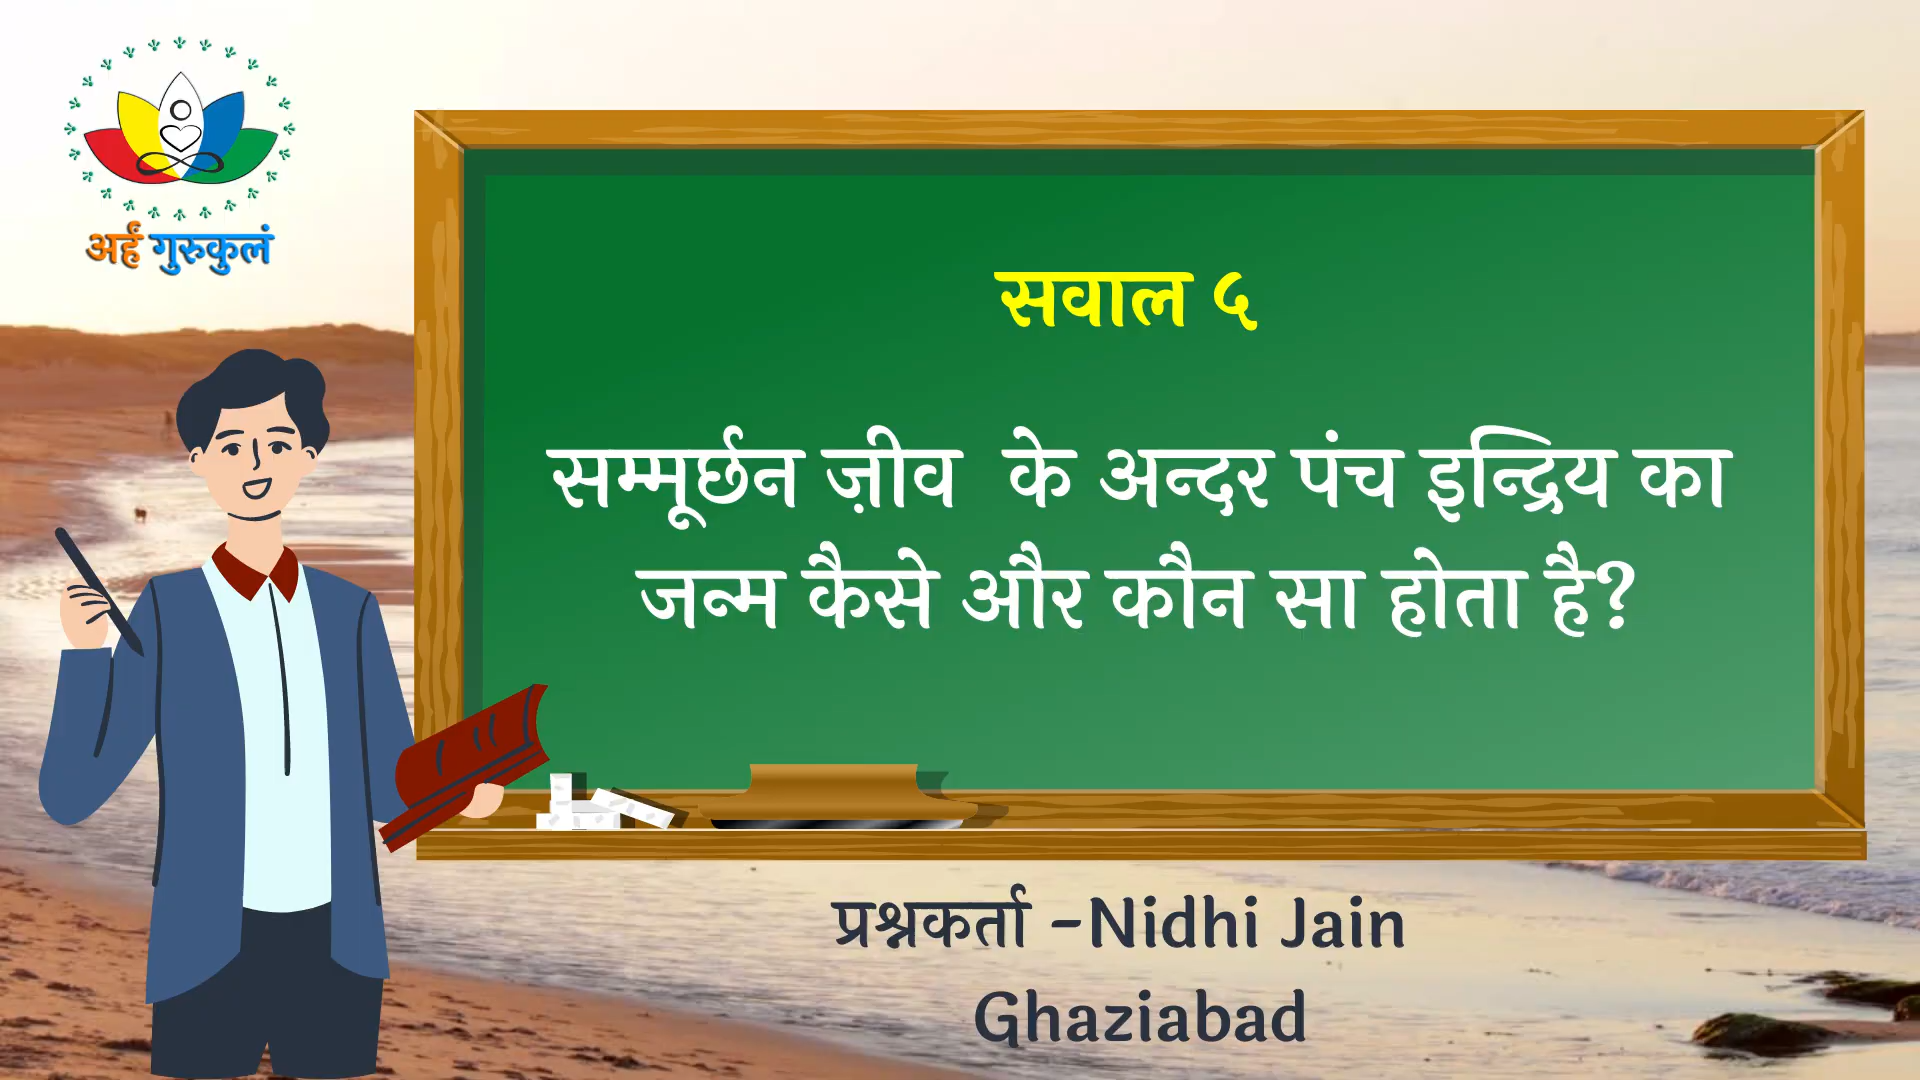 अर्हं गुरुकुलं
सवाल ५
सम्मूर्छन ज़ीव के अन्दर पंच इन्द्रिय का
जन्म कैसे और कौन सा होता है?
प्रश्नकर्ता -Nidhi Jain
Ghaziabad